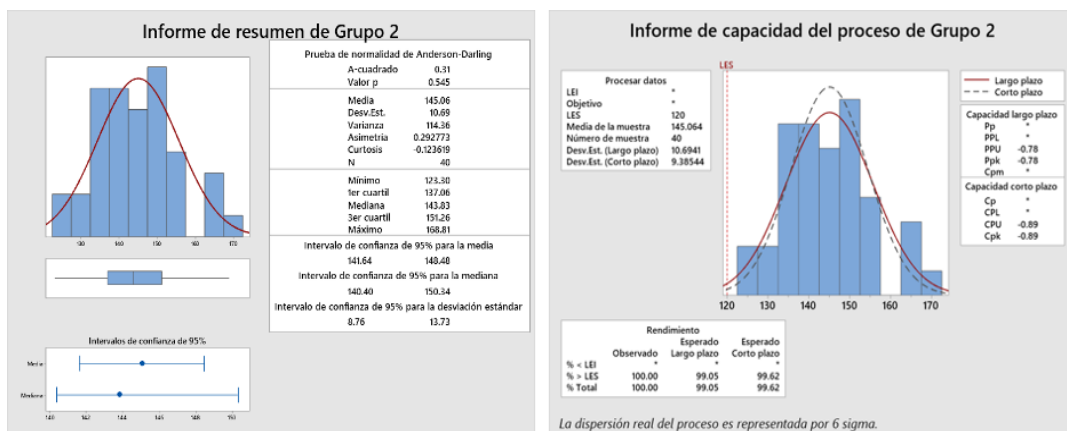 Informe de resumen de Grupo 2
Prueba de normalidad de Anderson-Darling
A-cuadrado 0.31
Valor p 0.545
Media 145.06
Desv.Est. 10.69
Varianza 114.36
Asimetría 0.292773
Curtosis -0.123619
N 40
Mínimo 123.30
1er cuartil 137.06
Mediana 143.83
3er cuartil 151.26
Máximo 168.81
Intervalo de confianza de 95% para la media
141.64 148.48
Intervalo de confianza de 95% para la mediana
140.40 150.34
Intervalo de confianza de 95% para la desviación estándar
8.76 13.73
130 140 150 160 170
Intervalos de confianza de 95%
Media
Mediana
140 142 144 146 148 150
Informe de capacidad del proceso de Grupo 2
LES
Procesar datos
LEI *
Objetivo *
LES 120
Media de la muestra 145.064
Número de muestra 40
Desv.Est. (Largo plazo) 10.6941
Desv.Est. (Corto plazo) 9.38544
Largo plazo
Corto plazo
Capacidad largo plazo
Pp *
PPL *
PPU -0.78
Ppk -0.78
Cpm *
Capacidad corto plazo
Cp *
CPL *
CPU -0.89
Cpk -0.89
120 130 140 150 160 170
Rendimiento
Esperado Esperado
Observado Largo plazo Corto plazo
% < LEI * * *
% > LES 100.00 99.05 99.62
% Total 100.00 99.05 99.62
La dispersión real del proceso es representada por 6 sigma.